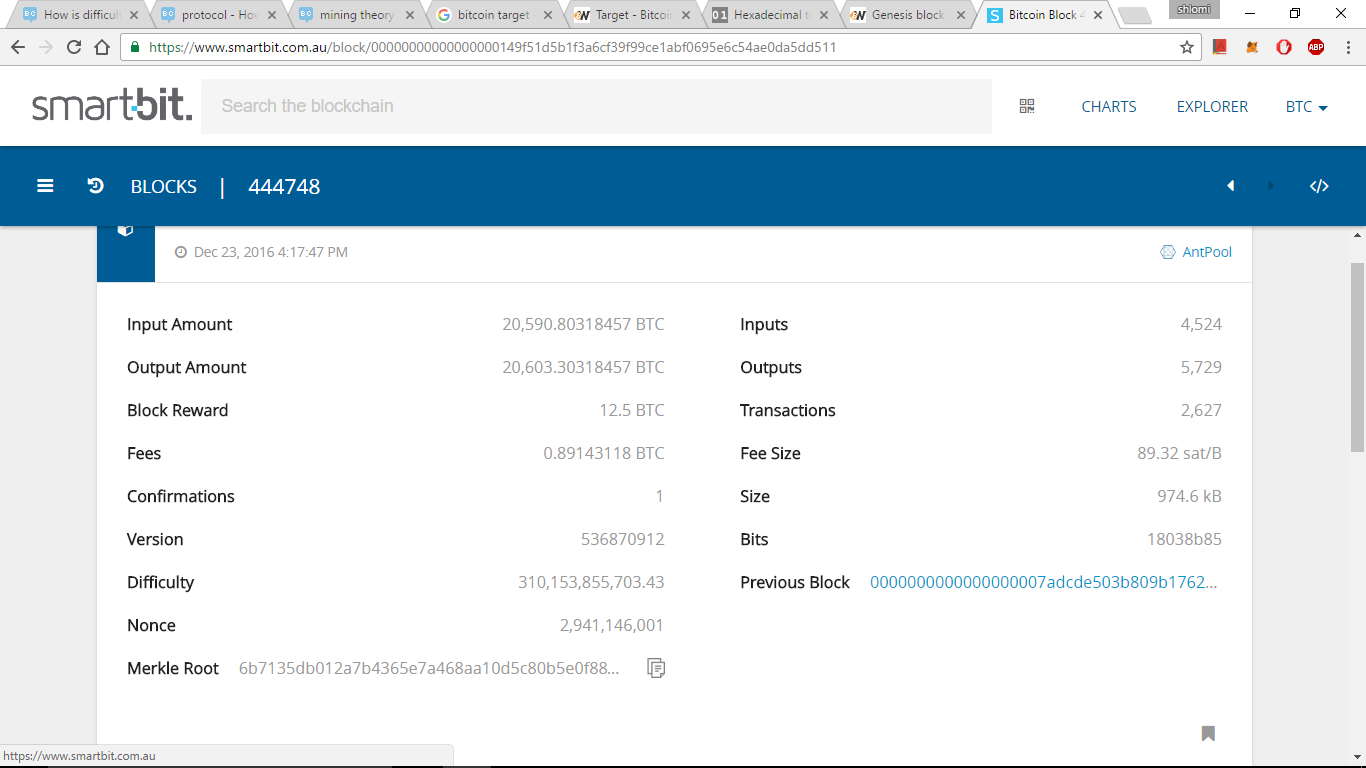 How is difficul
protocol - How
mining theory
bitcoin target
Target - Bitcoin
Hexadecimal t
Genesis block
Bitcoin Block 4
shlomi
https://www.smartbit.com.au/block/00000000000000000149f51d5b1f3a6cf39f99ce1abf0695e6c54ae0da5dd511
ABP
smartbit.
Search the blockchain
CHARTS
EXPLORER
BTC
BLOCKS | 444748
Dec 23, 2016 4:17:47 PM
AntPool
Input Amount 20,590.80318457 BTC
Inputs 4,524
Output Amount 20,603.30318457 BTC
Outputs 5,729
Block Reward 12.5 BTC
Transactions 2,627
Fees 0.89143118 BTC
Fee Size 89.32 sat/B
Confirmations 1
Size 974.6 kB
Version 536870912
Bits 18038b85
Difficulty 310,153,855,703.43
Previous Block 0000000000000000007adcde503b809b1762...
Nonce 2,941,146,001
Merkle Root 6b7135db012a7b4365e7a468aa10d5c80b5e0f88...
https://www.smartbit.com.au